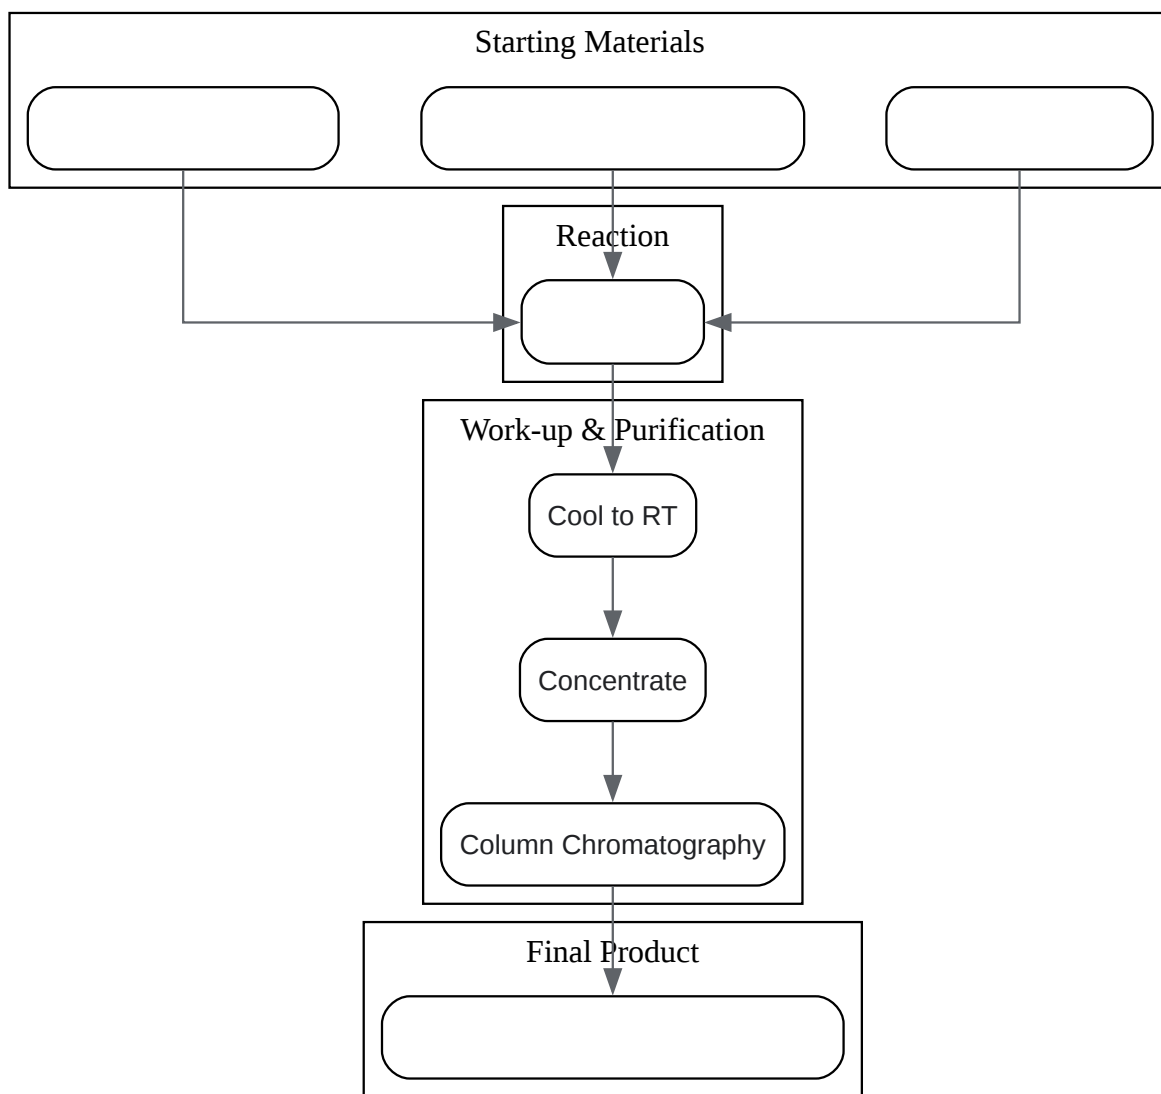 Starting Materials
Reaction
Work-up & Purification
Cool to RT
Concentrate
Column Chromatography
Final Product